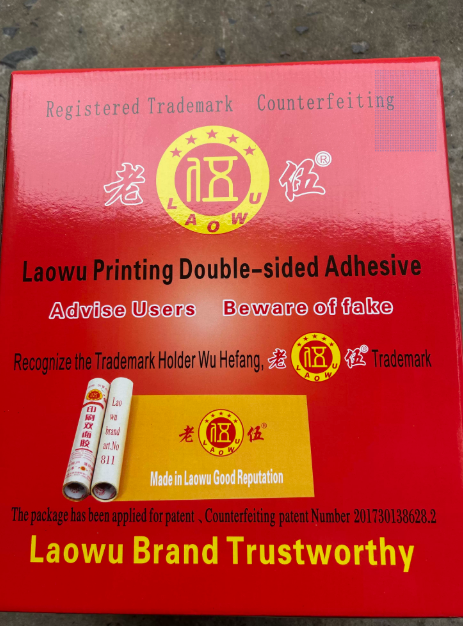 Registered Trademark Counterfeiting
老 伍 伍®
LAOWU
Laowu Printing Double-sided Adhesive
Advise Users Beware of fake
Racognize the Trademark Holder Wu Hefang, 老 伍 LAOWU 伍® Trademark
印刷双面胶
Lao
wu
brand
art.No
811
老 伍 LAOWU 伍®
Made in Laowu Good Reputation
The package has been applied for patent 、Counterfeiting patent Number 201730138628.2
Laowu Brand Trustworthy